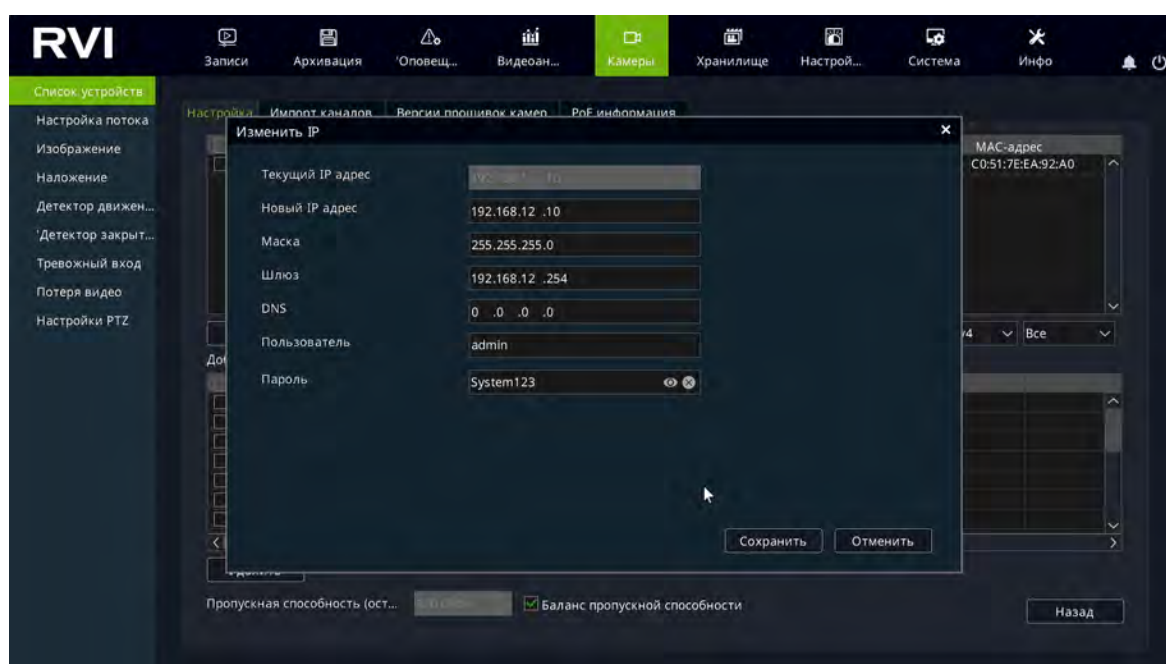 RVI
Записи
Архивация
'Оповещ...
Видеоан...
Камеры
Хранилище
Настрой...
Система
Инфо
Список устройств
Настройка потока
Изображение
Наложение
Детектор движен...
'Детектор закрыт...
Тревожный вход
Потеря видео
Настройки PTZ
Настройка
Импорт каналов
Версии прошивок камер
PoE информация
Изменить IP
MAC-адрес
C0:51:7E:EA:92:A0
Текущий IP адрес
Новый IP адрес 192.168.12 .10
Маска 255.255.255.0
Шлюз 192.168.12 .254
DNS 0 .0 .0 .0
Пользователь admin
Пароль System123
Все
Сохранить
Отменить
Пропускная способность (ост...
Баланс пропускной способности
Назад